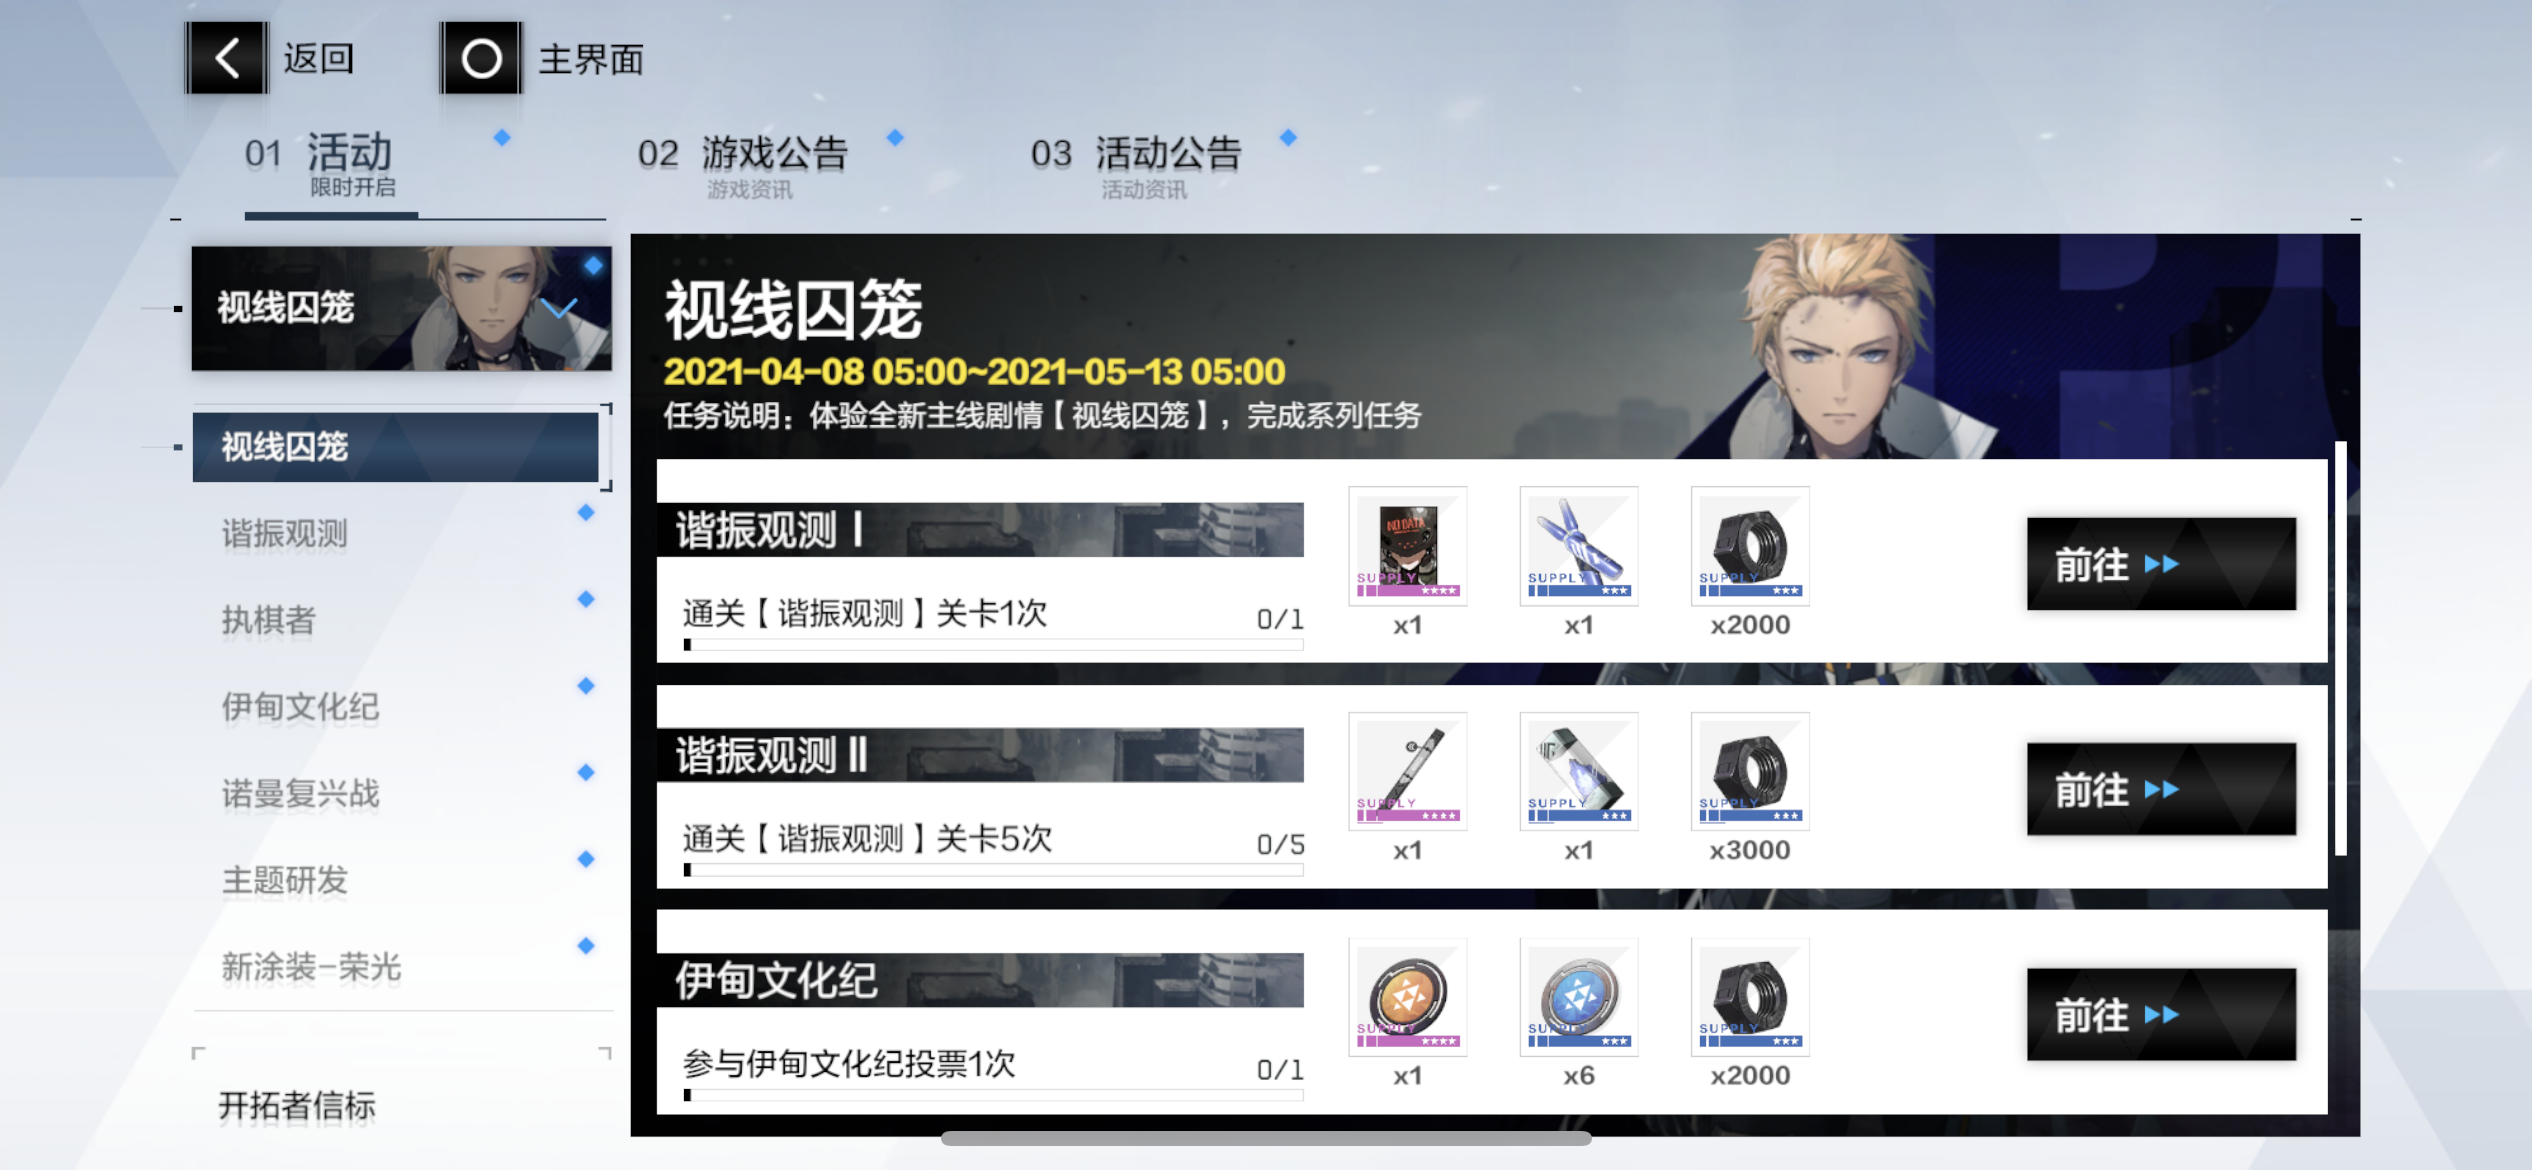 返回
主界面
01 活动
限时开启
02 游戏公告
游戏资讯
03 活动公告
活动资讯
视线囚笼
视线囚笼
谐振观测
执棋者
伊甸文化纪
诺曼复兴战
主题研发
新涂装-荣光
开拓者信标
视线囚笼
2021-04-08 05:00~2021-05-13 05:00
任务说明：体验全新主线剧情【视线囚笼】，完成系列任务
谐振观测 I
通关【谐振观测】关卡1次
0/1
NO DATA
SUPPLY
x1
SUPPLY
x1
SUPPLY
x2000
前往
谐振观测 II
通关【谐振观测】关卡5次
0/5
SUPPLY
x1
SUPPLY
x1
SUPPLY
x3000
前往
伊甸文化纪
参与伊甸文化纪投票1次
0/1
SUPPLY
x1
SUPPLY
x6
SUPPLY
x2000
前往